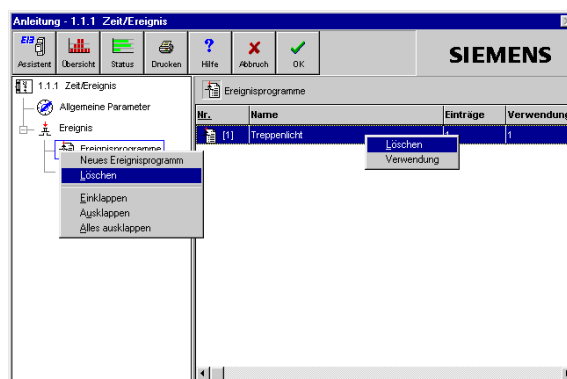 Anleitung - 1.1.1 Zeit/Ereignis
EIB
Assistent Übersicht Status Drucken Hilfe Abbruch OK
SIEMENS
1.1.1 Zeit/Ereignis
Allgemeine Parameter
Ereignis
Ereignisprogramme
Neues Ereignisprogramm
Löschen
Einklappen
Ausklappen
Alles ausklappen
Ereignisprogramme
Nr. Name Einträge Verwendung
[1] Treppenlicht 1
Löschen
Verwendung